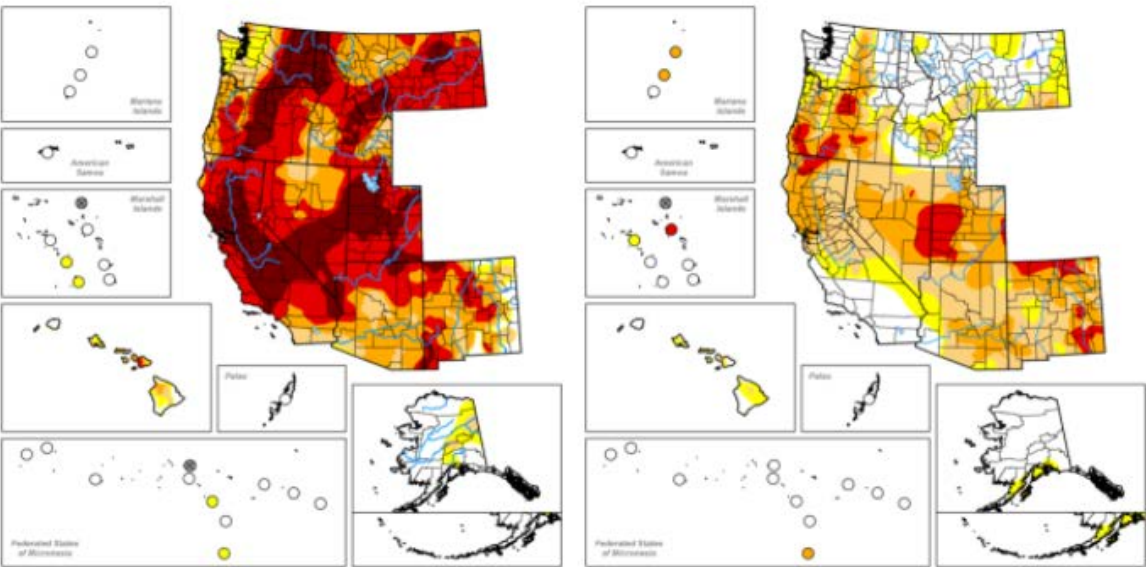 Mariana
Islands
American
Samoa
Marshall
Islands
Palau
Federated States
of Micronesia
Mariana
Islands
American
Samoa
Marshall
Islands
Palau
Federated States
of Micronesia